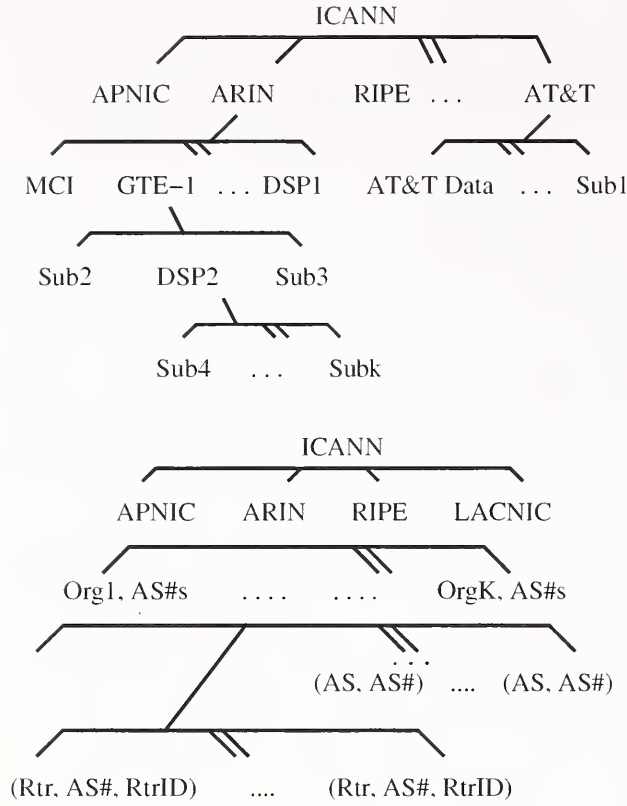 ICANN
APNIC ARIN RIPE ... AT&T
MCI GTE-1 ... DSP1 AT&T Data ... Sub1
Sub2 DSP2 Sub3
Sub4 ... Subk
ICANN
APNIC ARIN RIPE LACNIC
Org1, AS#s .... .... OrgK, AS#s
...
(AS, AS#) .... (AS, AS#)
(Rtr, AS#, RtrID) .... (Rtr, AS#, RtrID)